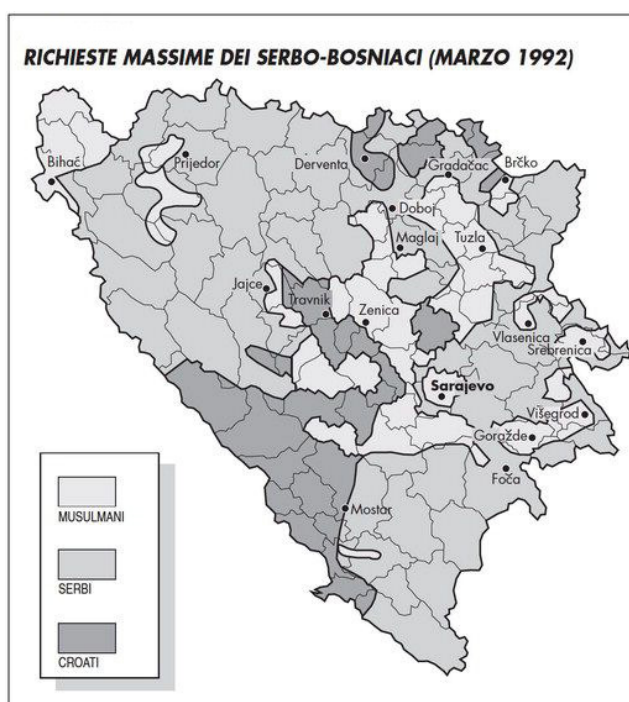 RICHIESTE MASSIME DEI SERBO-BOSNIACI (MARZO 1992)
Bihać
Prijedor
Derventa
Gradačac
Brčko
Doboj
Maglaj
Tuzla
Jajce
Travnik
Zenica
Vlasenica
Srebrenica
Sarajevo
Višegrod
Goražde
Foča
Mostar
MUSULMANI
SERBI
CROATI